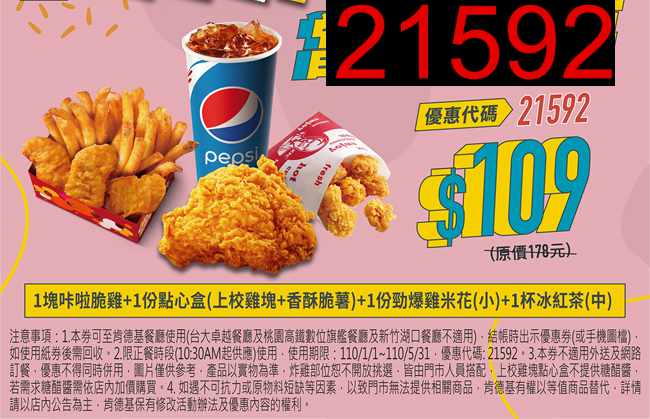 21592
優惠代碼 21592
$109
(原價178元)
pepsi
enjoy
fresh
hot
1塊咔啦脆雞+1份點心盒(上校雞塊+香酥脆薯)+1份勁爆雞米花(小)+1杯冰紅茶(中)
注意事項：1.本券可至肯德基餐廳使用(台大卓越餐廳及桃園高鐵數位旗艦餐廳及新竹湖口餐廳不適用)，結帳時出示優惠券(或手機圖檔)，
如使用紙券後需回收。2.限正餐時段(10:30AM起供應)使用，使用期限：110/1/1~110/5/31，優惠代碼: 21592。3.本券不適用外送及網路
訂餐，優惠不得同時併用，圖片僅供參考，產品以實物為準，炸雞部位恕不開放挑選，皆由門市人員搭配，上校雞塊點心盒不提供糖醋醬，
若需求糖醋醬需依店內加價購買。4.如遇不可抗力或原物料短缺等因素，以致門市無法提供相關商品，肯德基有權以等值商品替代，詳情
請以店內公告為主，肯德基保有修改活動辦法及優惠內容的權利。